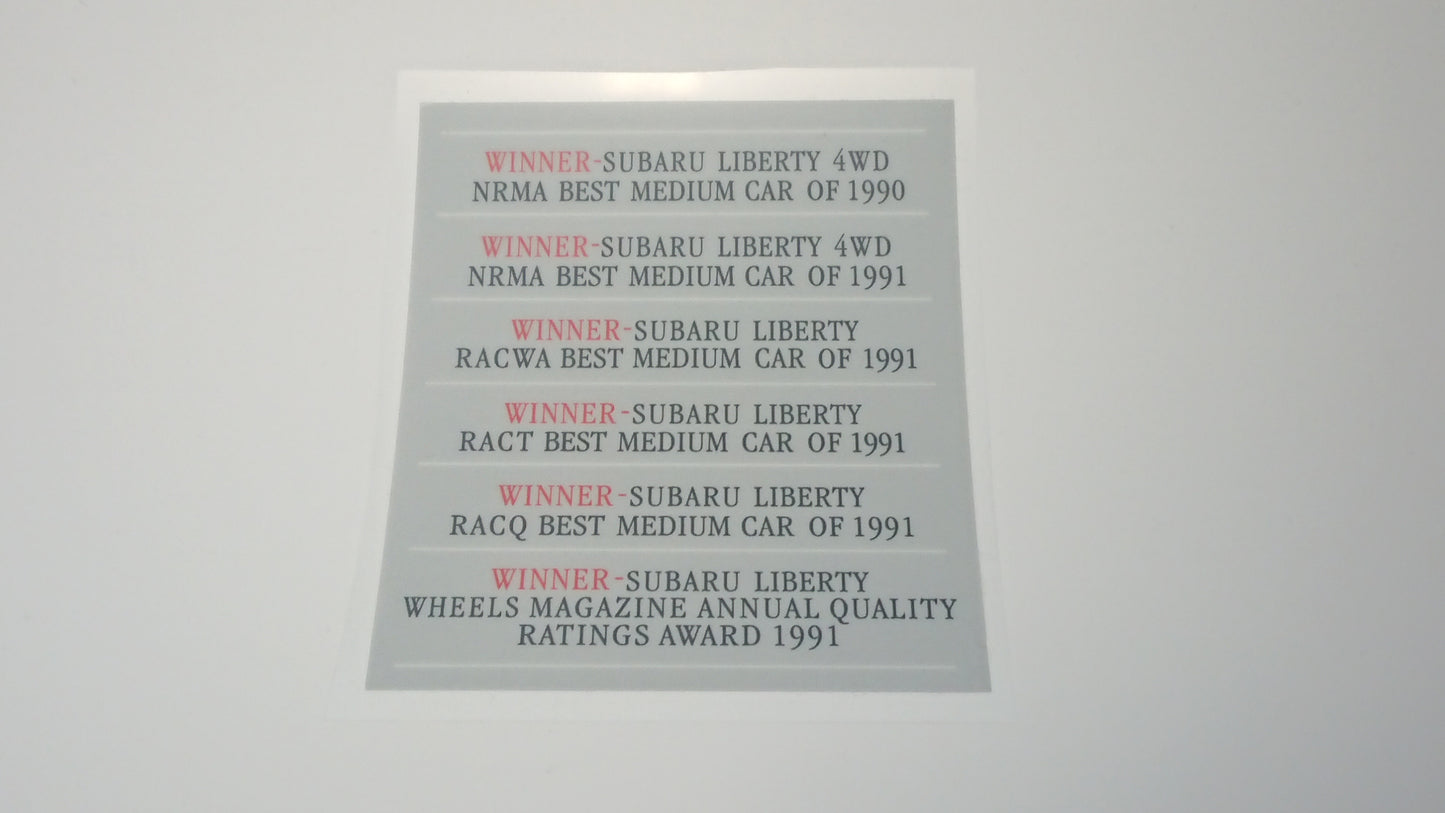 WINNER-SUBARU LIBERTY 4WD
NRMA BEST MEDIUM CAR OF 1990
WINNER-SUBARU LIBERTY 4WD
NRMA BEST MEDIUM CAR OF 1991
WINNER-SUBARU LIBERTY
RACWA BEST MEDIUM CAR OF 1991
WINNER-SUBARU LIBERTY
RACT BEST MEDIUM CAR OF 1991
WINNER-SUBARU LIBERTY
RACQ BEST MEDIUM CAR OF 1991
WINNER-SUBARU LIBERTY
WHEELS MAGAZINE ANNUAL QUALITY
RATINGS AWARD 1991